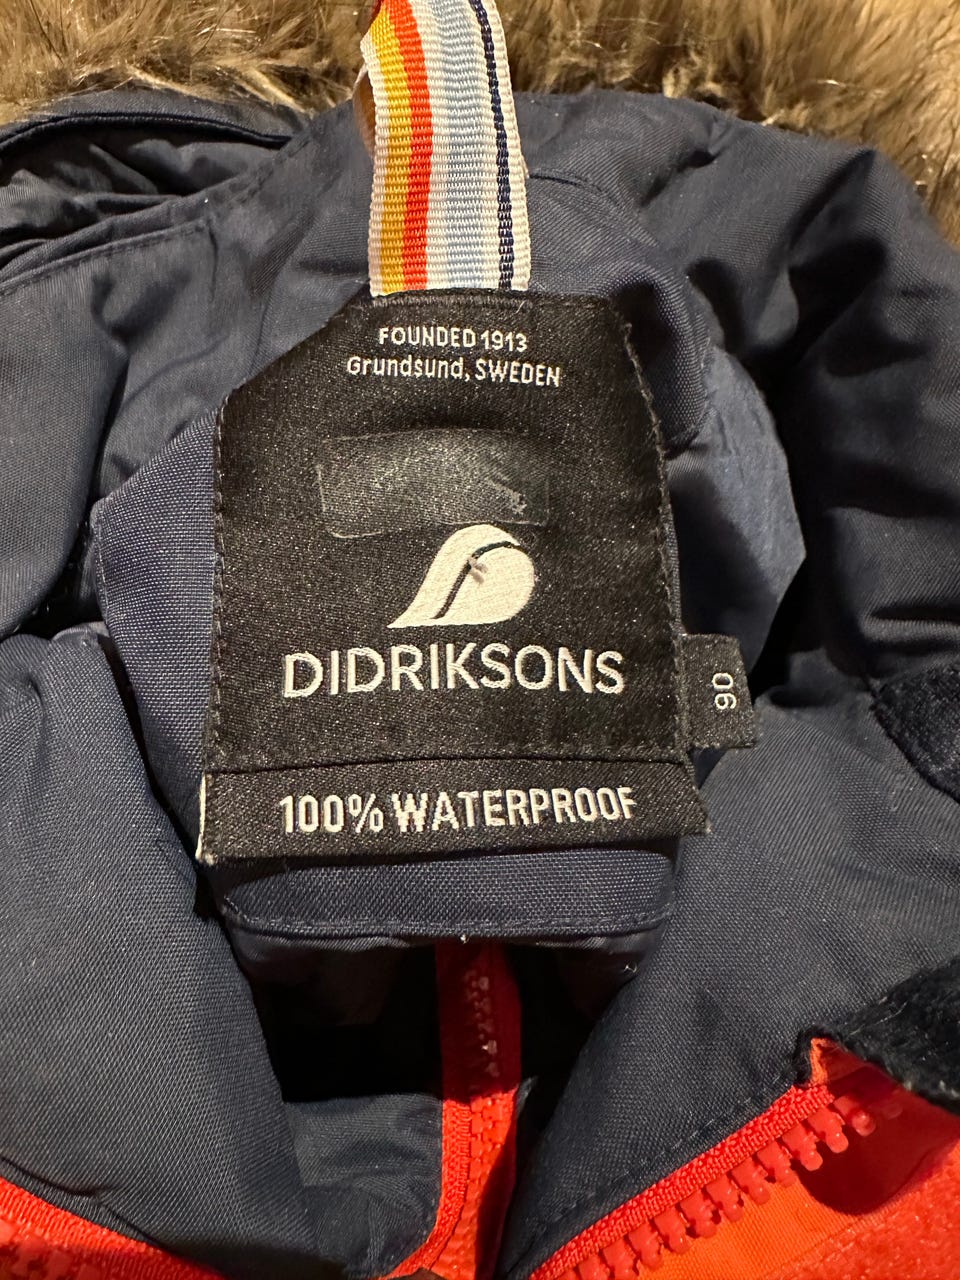 FOUNDED 1913
Grundsund, SWEDEN
DIDRIKSONS
90
100% WATERPROOF